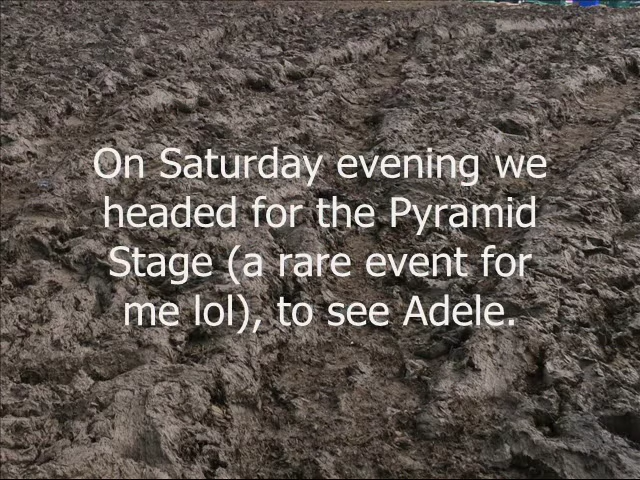 On Saturday evening we
headed for the Pyramid
Stage (a rare event for
me lol), to see Adele.